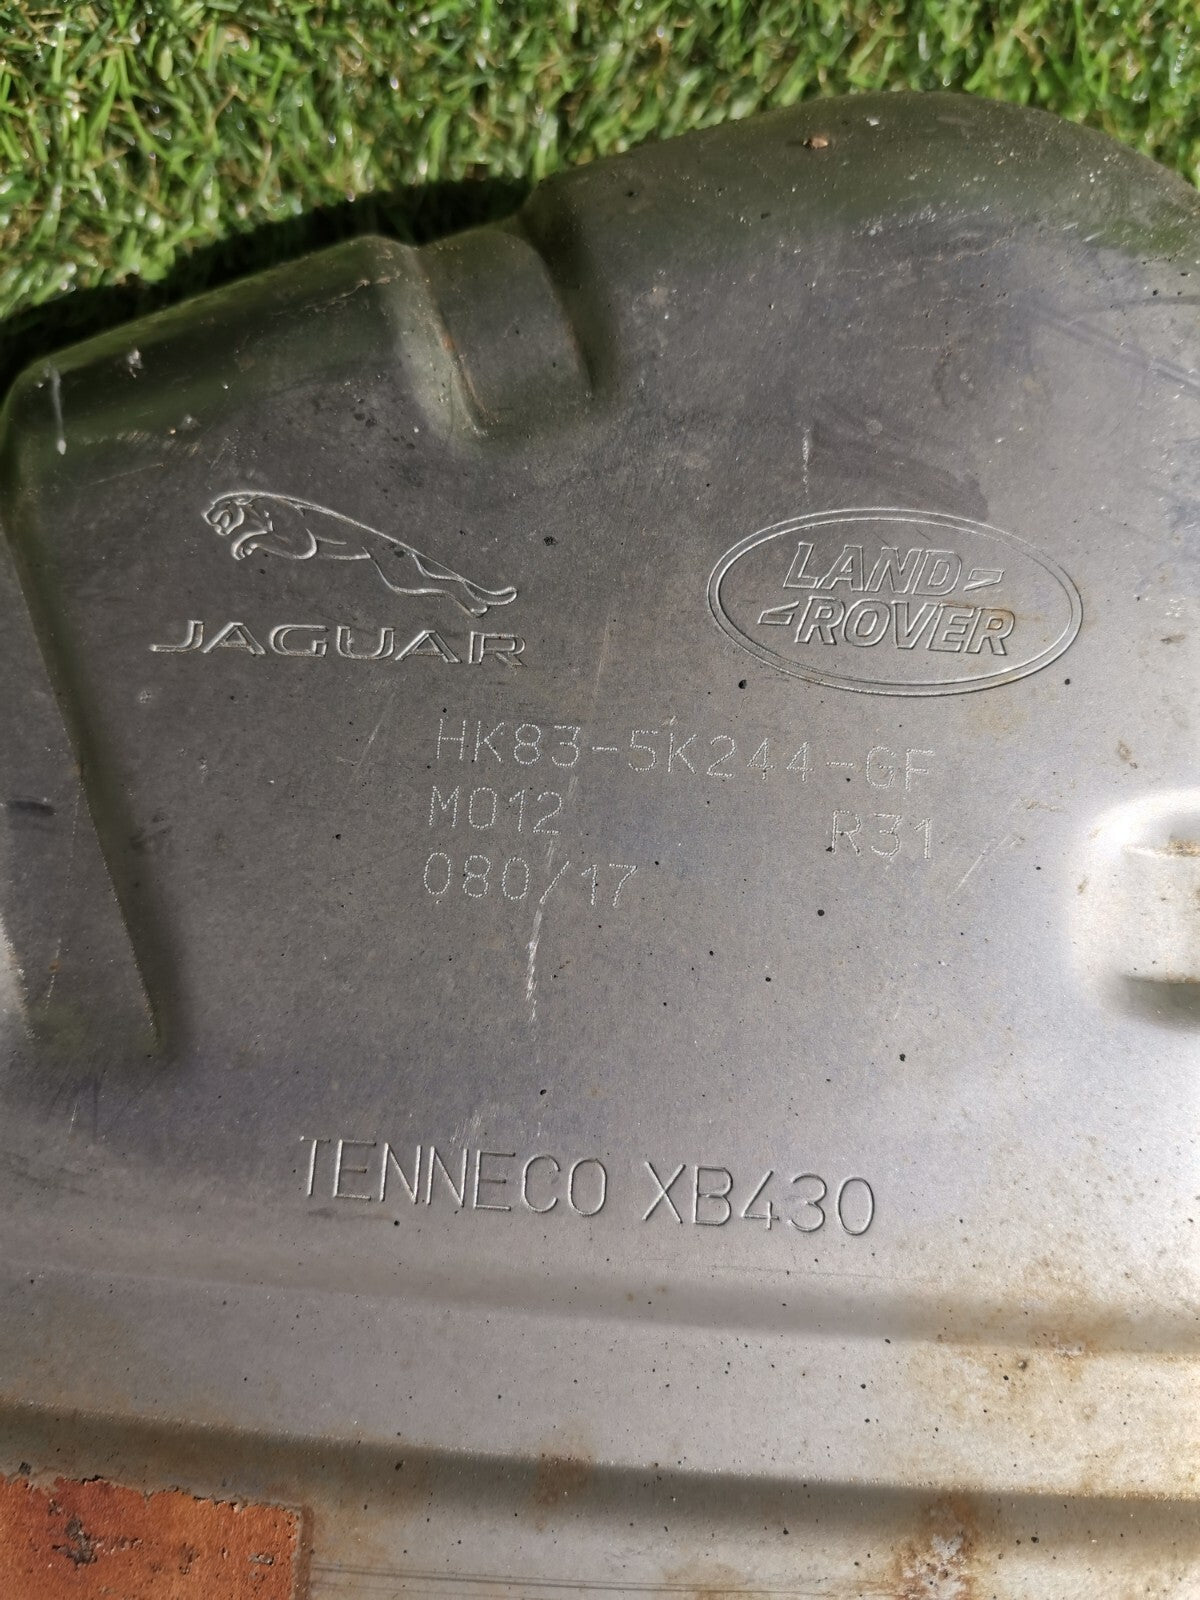 JAGUAR
LAND-
-ROVER
HK83-5K244-GF
M012 R31
080/17
TENNECO XB430